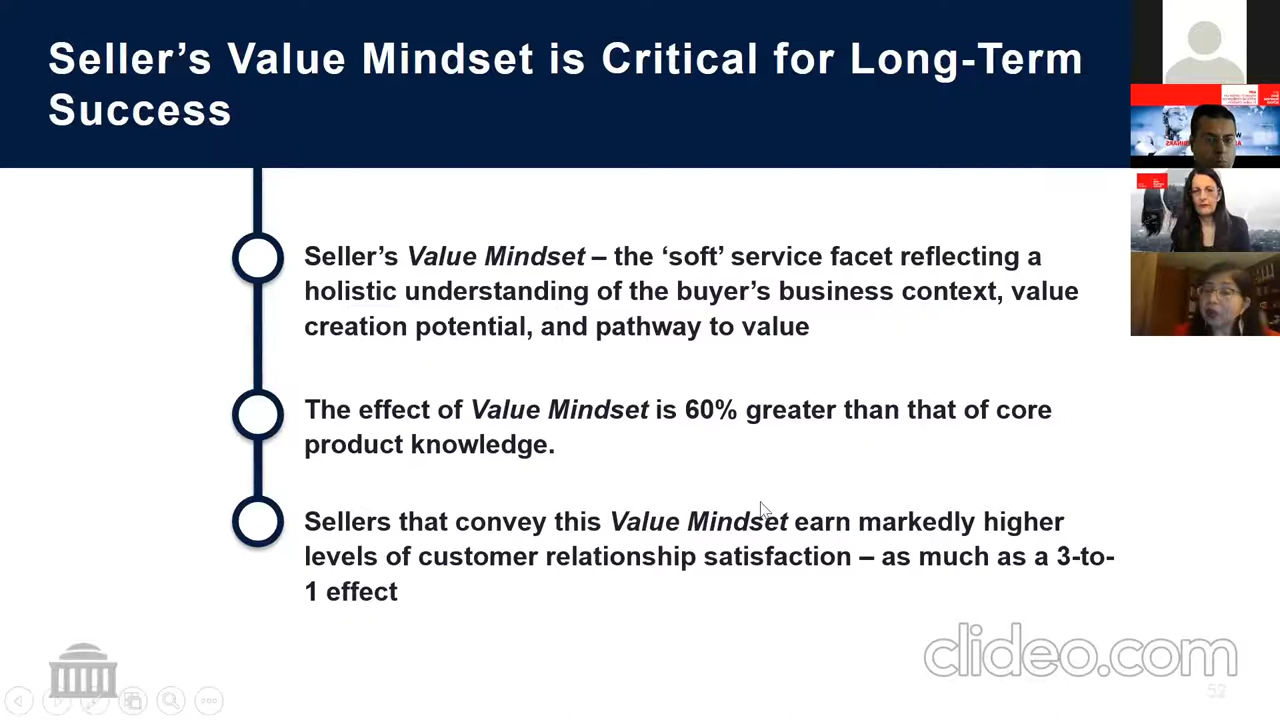 Seller’s Value Mindset is Critical for Long-Term
Success
Seller’s Value Mindset – the ‘soft’ service facet reflecting a
holistic understanding of the buyer’s business context, value
creation potential, and pathway to value
The effect of Value Mindset is 60% greater than that of core
product knowledge.
Sellers that convey this Value Mindset earn markedly higher
levels of customer relationship satisfaction – as much as a 3-to-
1 effect
clideo.com
52